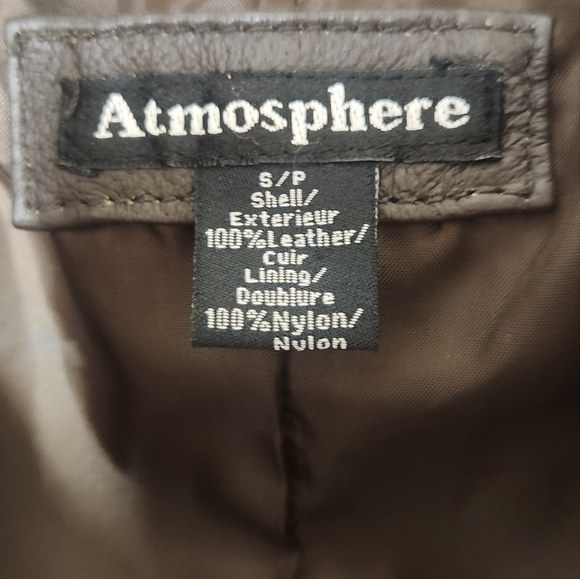 Atmosphere
S/P
Shell/
Exterieur
100%Leather/
Cuir
Lining/
Doublure
100%Nylon/
Nylon